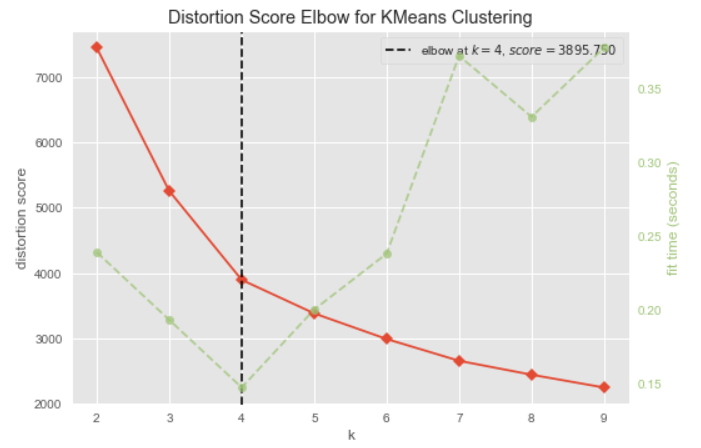 Distortion Score Elbow for KMeans Clustering
elbow at k = 4, score = 3895.750
7000
6000
5000
4000
3000
2000
distortion score
0.35
0.30
0.25
0.20
0.15
fit time (seconds)
2 3 4 5 6 7 8 9
k